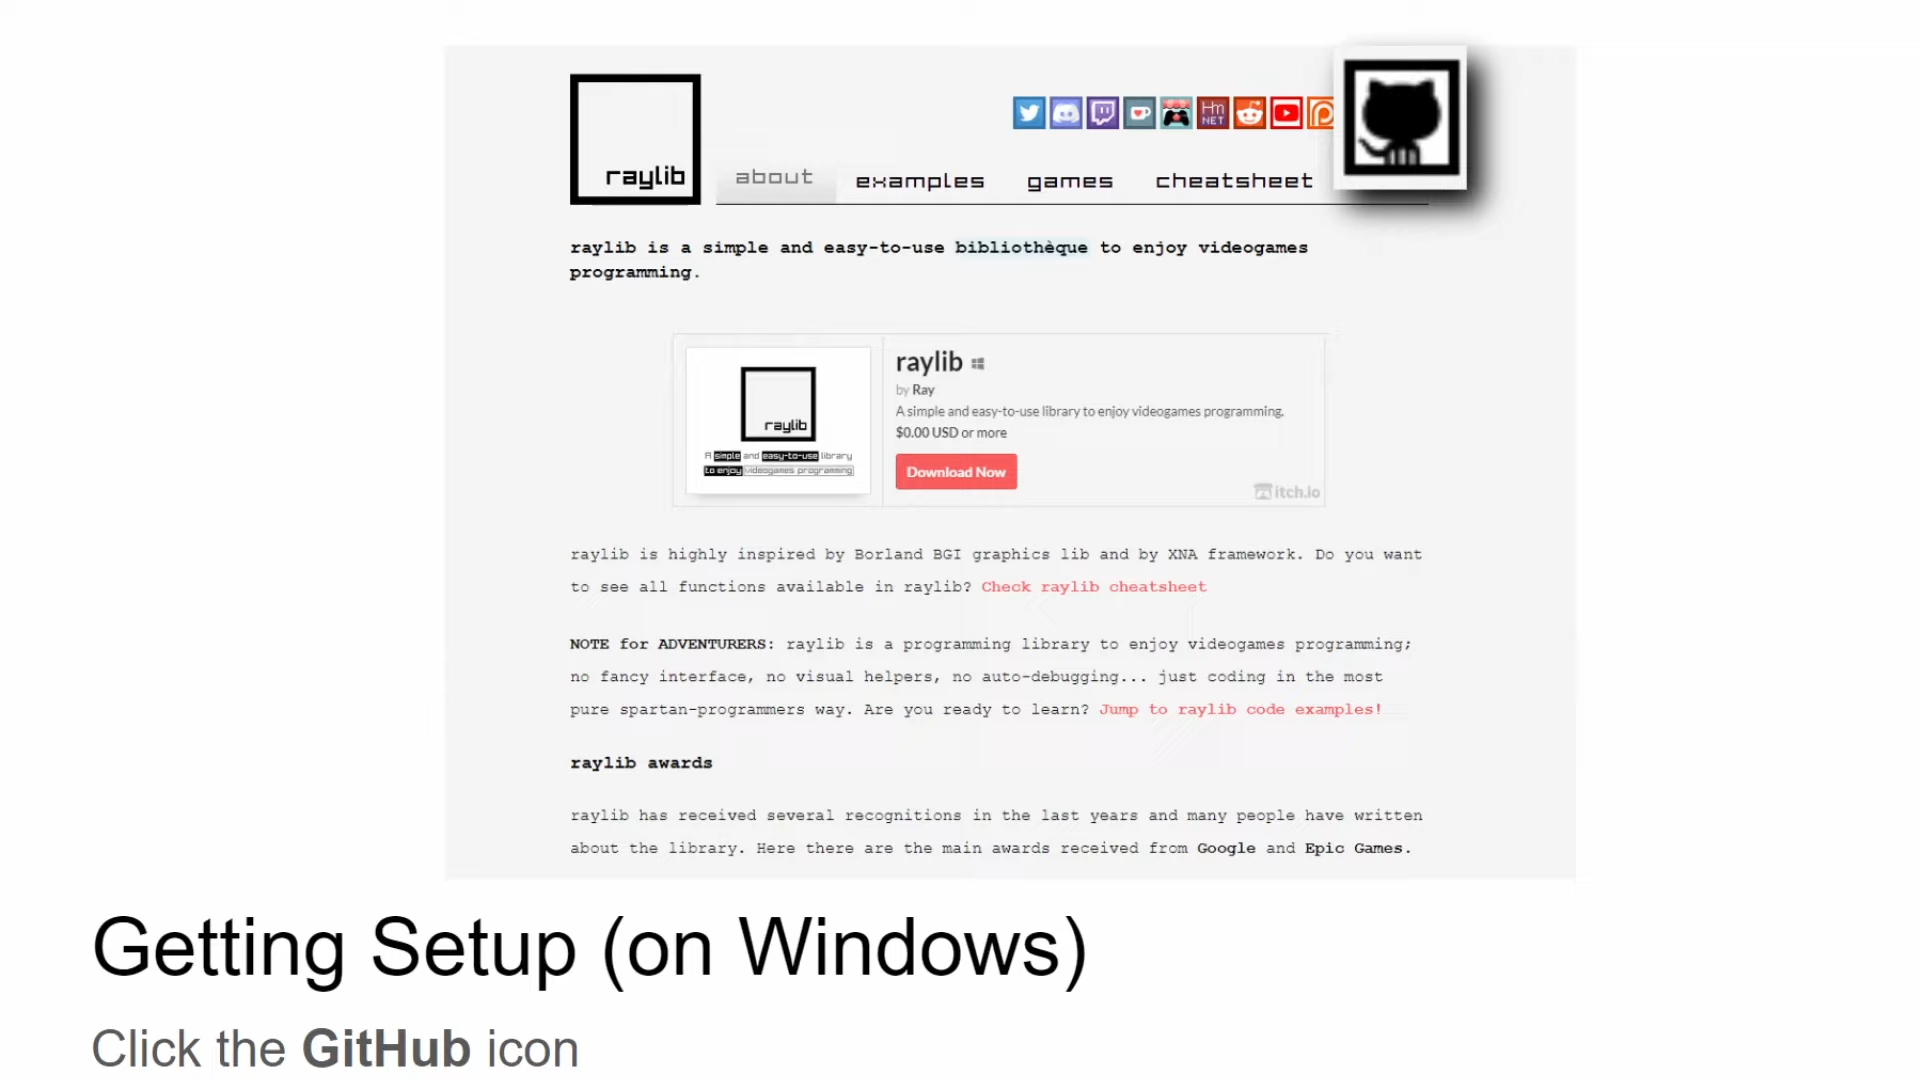 raylib
about
examples
games
cheatsheet
Hm
NET
raylib is a simple and easy-to-use bibliothèque to enjoy videogames
programming.
raylib
A simple and easy-to-use library
to enjoy videogames programming
raylib
by Ray
A simple and easy-to-use library to enjoy videogames programming.
$0.00 USD or more
Download Now
itch.io
raylib is highly inspired by Borland BGI graphics lib and by XNA framework. Do you want
to see all functions available in raylib? Check raylib cheatsheet
NOTE for ADVENTURERS: raylib is a programming library to enjoy videogames programming;
no fancy interface, no visual helpers, no auto-debugging... just coding in the most
pure spartan-programmers way. Are you ready to learn? Jump to raylib code examples!
raylib awards
raylib has received several recognitions in the last years and many people have written
about the library. Here there are the main awards received from Google and Epic Games.
Getting Setup (on Windows)
Click the GitHub icon